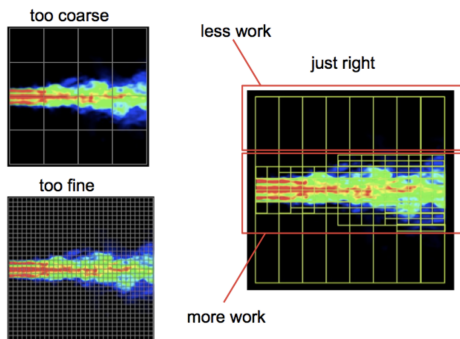 too coarse
less work
just right
too fine
more work